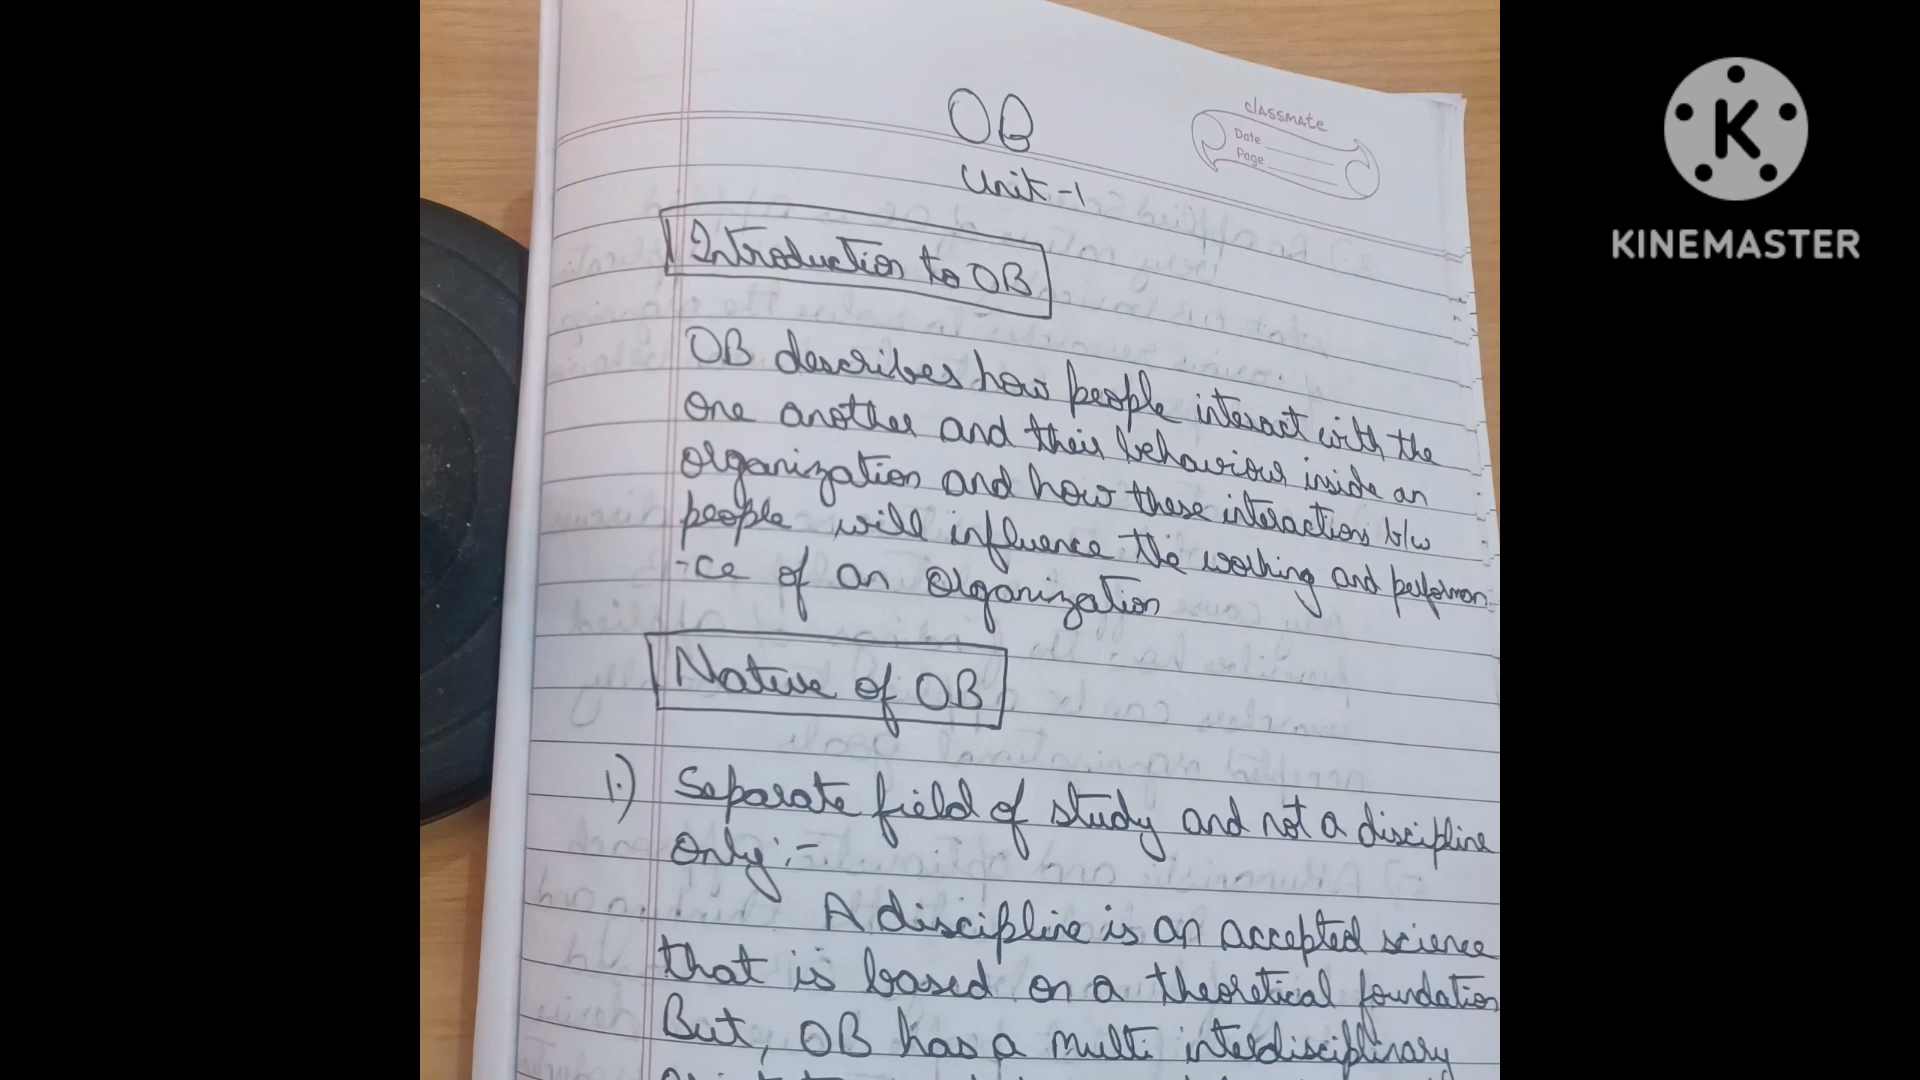 OB
classmate
Date
Page
Unit-1
Introduction to OB
OB describes how people interact with the
one another and their behaviour inside an
organization and how these interaction b/w
people will influence the working and performan
-ce of an organization
Nature of OB
1.) Separate field of study and not a discipline
only :-
A discipline is an accepted science
that is based on a theoretical foundation
But, OB has a multi interdisciplinary
K
KINEMASTER